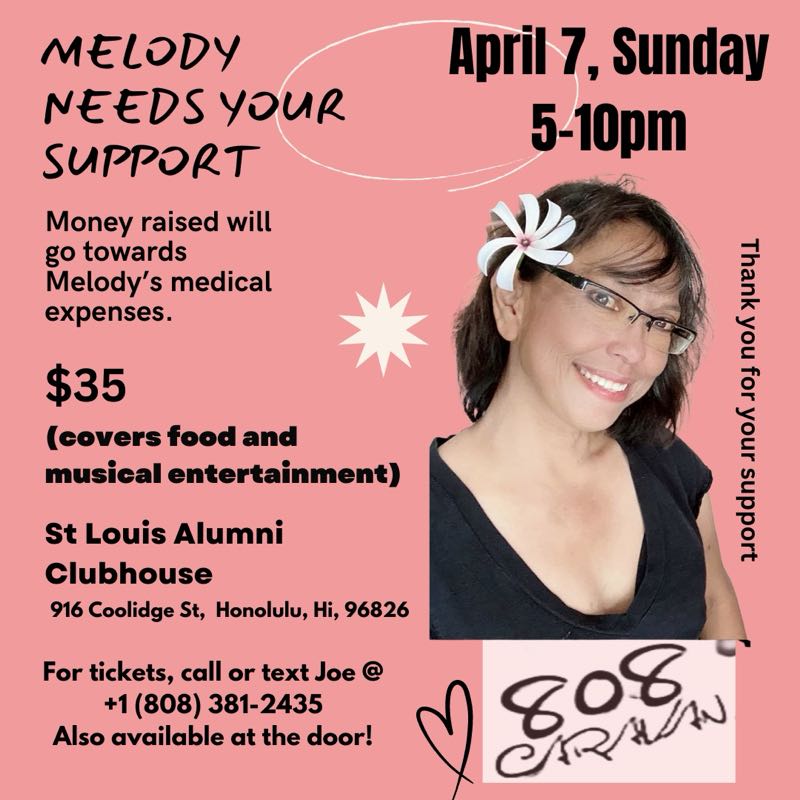 MELODY
NEEDS YOUR
SUPPORT
April 7, Sunday
5-10pm
Money raised will
go towards
Melody’s medical
expenses.
$35
(covers food and
musical entertainment)
St Louis Alumni
Clubhouse
916 Coolidge St, Honolulu, Hi, 96826
For tickets, call or text Joe @
+1 (808) 381-2435
Also available at the door!
Thank you for your support
808
CARAVAN